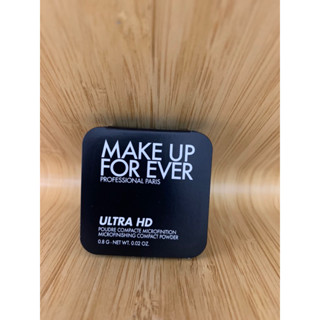 MAKE UP
FOR EVER
PROFESSIONAL PARIS
ULTRA HD
POUDRE COMPACTE MICROFINITION
MICROFINISHING COMPACT POWDER
0.8 G - NET WT. 0.02 OZ.